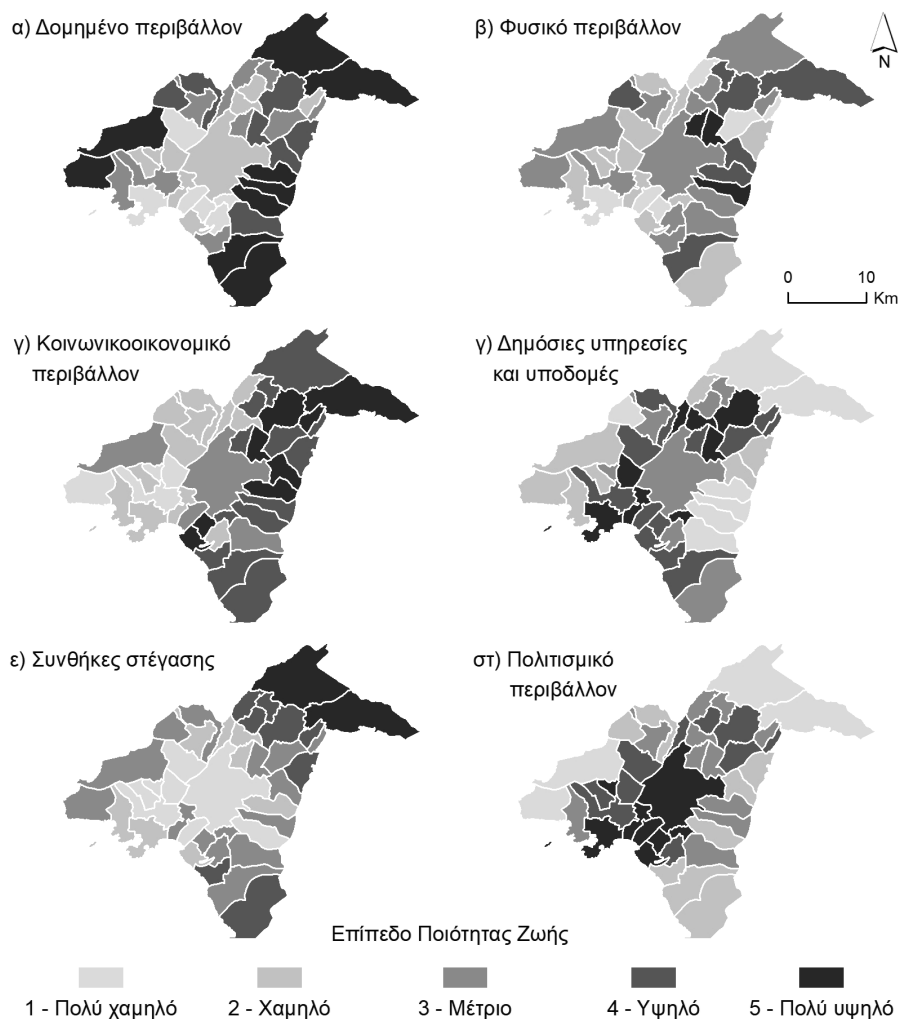 α) Δομημένο περιβάλλον
β) Φυσικό περιβάλλον
N
0 10
Km
γ) Κοινωνικοοικονομικό
περιβάλλον
γ) Δημόσιες υπηρεσίες
και υποδομές
ε) Συνθήκες στέγασης
στ) Πολιτισμικό
περιβάλλον
Επίπεδο Ποιότητας Ζωής
1 - Πολύ χαμηλό
2 - Χαμηλό
3 - Μέτριο
4 - Υψηλό
5 - Πολύ υψηλό